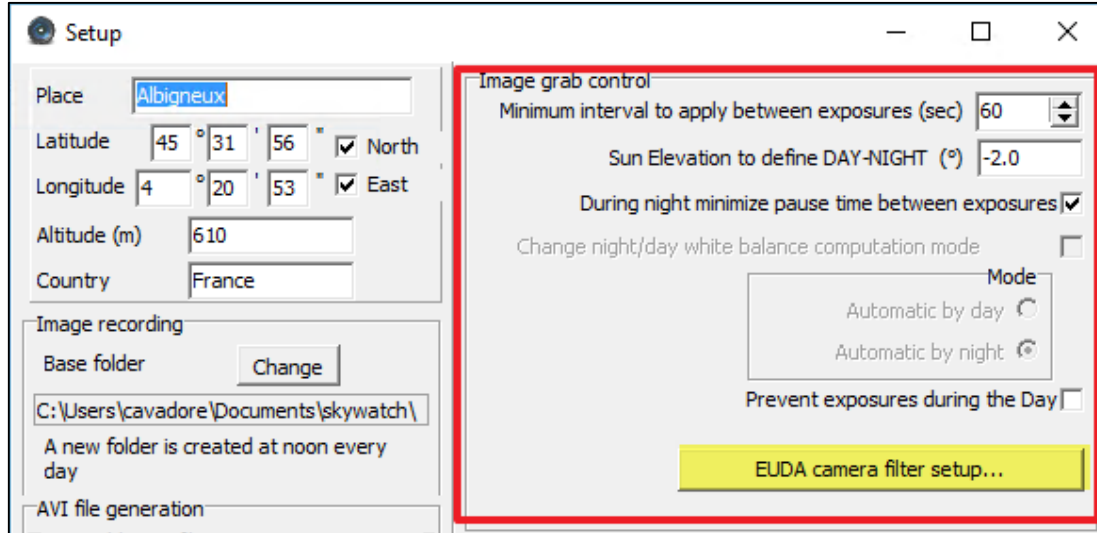 Setup
Place Albigneux
Latitude 45 ° 31 ' 56 " North
Longitude 4 ° 20 ' 53 " East
Altitude (m) 610
Country France
Image recording
Base folder Change
C:\Users\cavadore\Documents\skywatch\
A new folder is created at noon every
day
AVI file generation
Image grab control
Minimum interval to apply between exposures (sec) 60
Sun Elevation to define DAY-NIGHT (°) -2.0
During night minimize pause time between exposures
Change night/day white balance computation mode
Mode
Automatic by day
Automatic by night
Prevent exposures during the Day
EUDA camera filter setup...